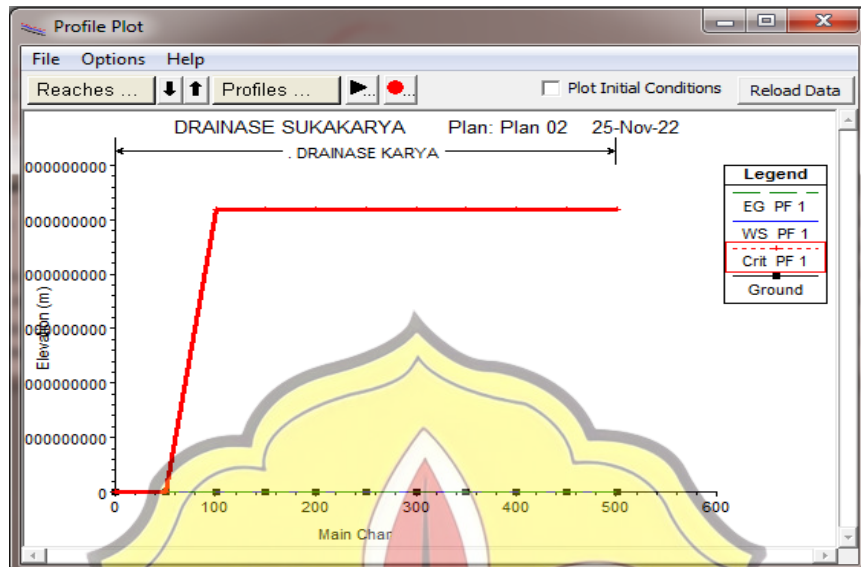 Profile Plot
File Options Help
Reaches ... Profiles ... Plot Initial Conditions Reload Data
DRAINASE SUKAKARYA Plan: Plan 02 25-Nov-22
. DRAINASE KARYA
Legend
EG PF 1
WS PF 1
Crit PF 1
Ground
Elevation (m)
000000000
000000000
000000000
000000000
000000000
000000000
0
0 100 200 300 400 500 600
Main Char